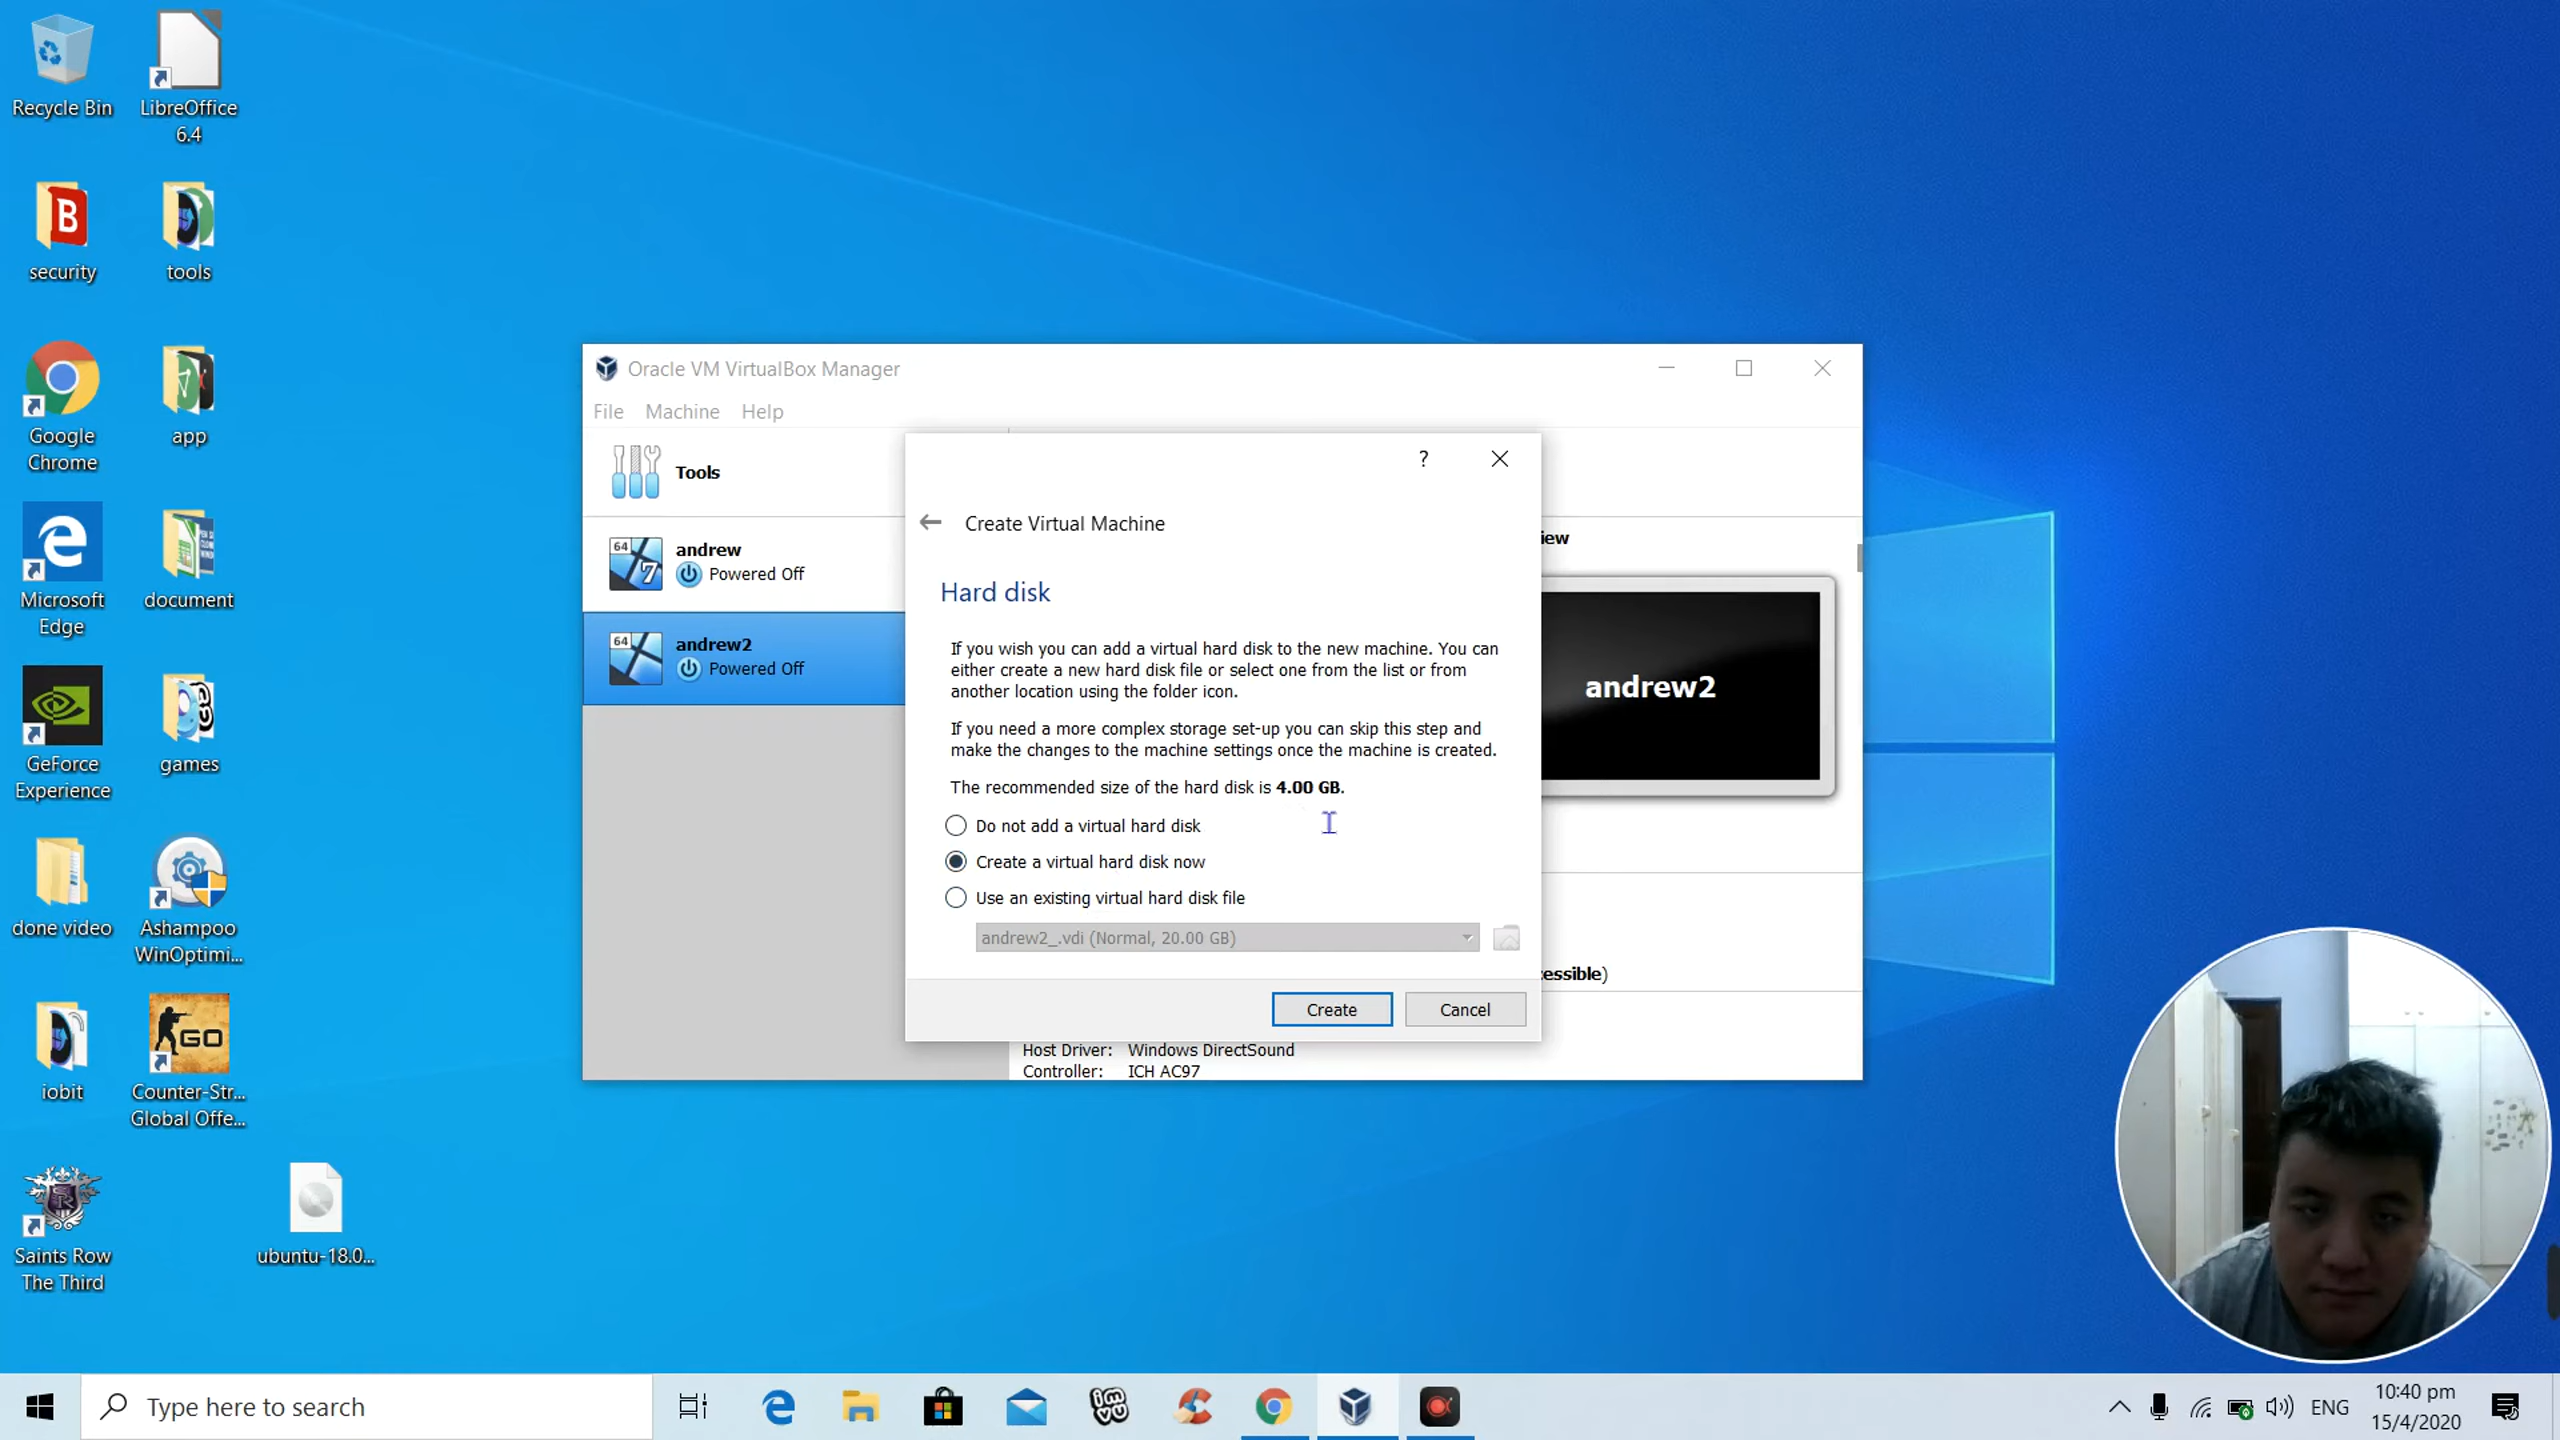 Recycle Bin
LibreOffice
6.4
security
tools
Google
Chrome
app
Microsoft
Edge
document
GeForce
Experience
games
done video
Ashampoo
WinOptimi...
iobit
Counter-Str...
Global Offe...
Saints Row
The Third
ubuntu-18.0...
Oracle VM VirtualBox Manager
File Machine Help
Tools
64
7
andrew
Powered Off
64
andrew2
Powered Off
?
Create Virtual Machine
Hard disk
If you wish you can add a virtual hard disk to the new machine. You can
either create a new hard disk file or select one from the list or from
another location using the folder icon.
If you need a more complex storage set-up you can skip this step and
make the changes to the machine settings once the machine is created.
The recommended size of the hard disk is 4.00 GB.
Do not add a virtual hard disk
Create a virtual hard disk now
Use an existing virtual hard disk file
andrew2_.vdi (Normal, 20.00 GB)
Create
Cancel
iew
andrew2
cessible)
Host Driver: Windows DirectSound
Controller: ICH AC97
Type here to search
ENG
10:40 pm
15/4/2020